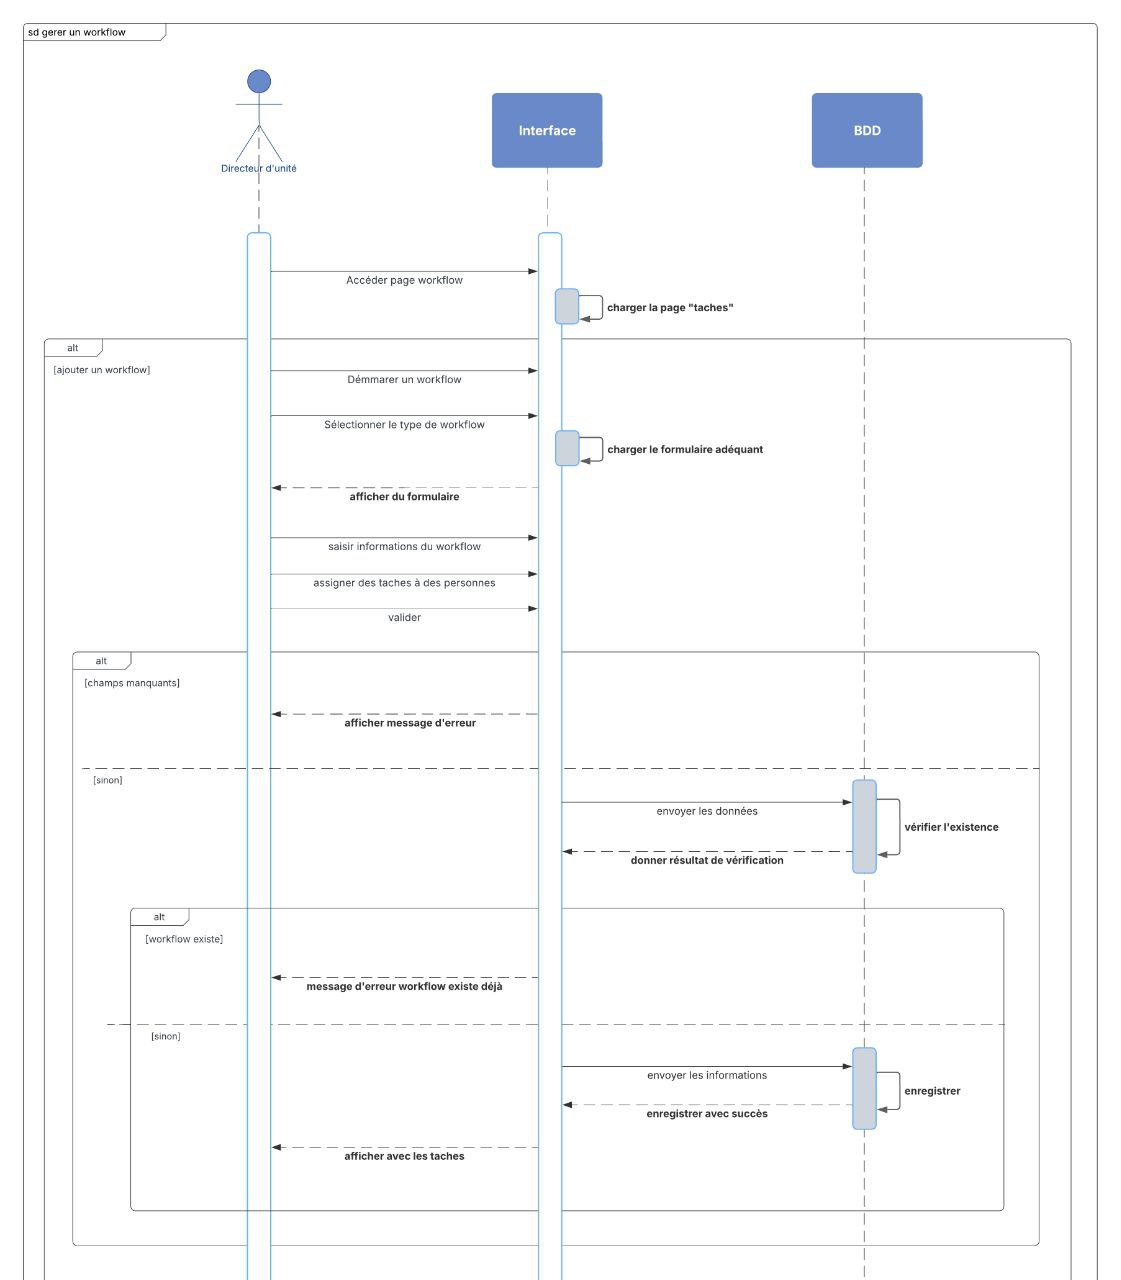 sd gerer un workflow
Directeur d'unité
Interface
BDD
Accéder page workflow
charger la page "taches"
alt
[ajouter un workflow]
Démmarer un workflow
Sélectionner le type de workflow
charger le formulaire adéquant
afficher du formulaire
saisir informations du workflow
assigner des taches à des personnes
valider
alt
[champs manquants]
afficher message d'erreur
[sinon]
envoyer les données
vérifier l'existence
donner résultat de vérification
alt
[workflow existe]
message d'erreur workflow existe déjà
[sinon]
envoyer les informations
enregistrer
enregistrer avec succès
afficher avec les taches